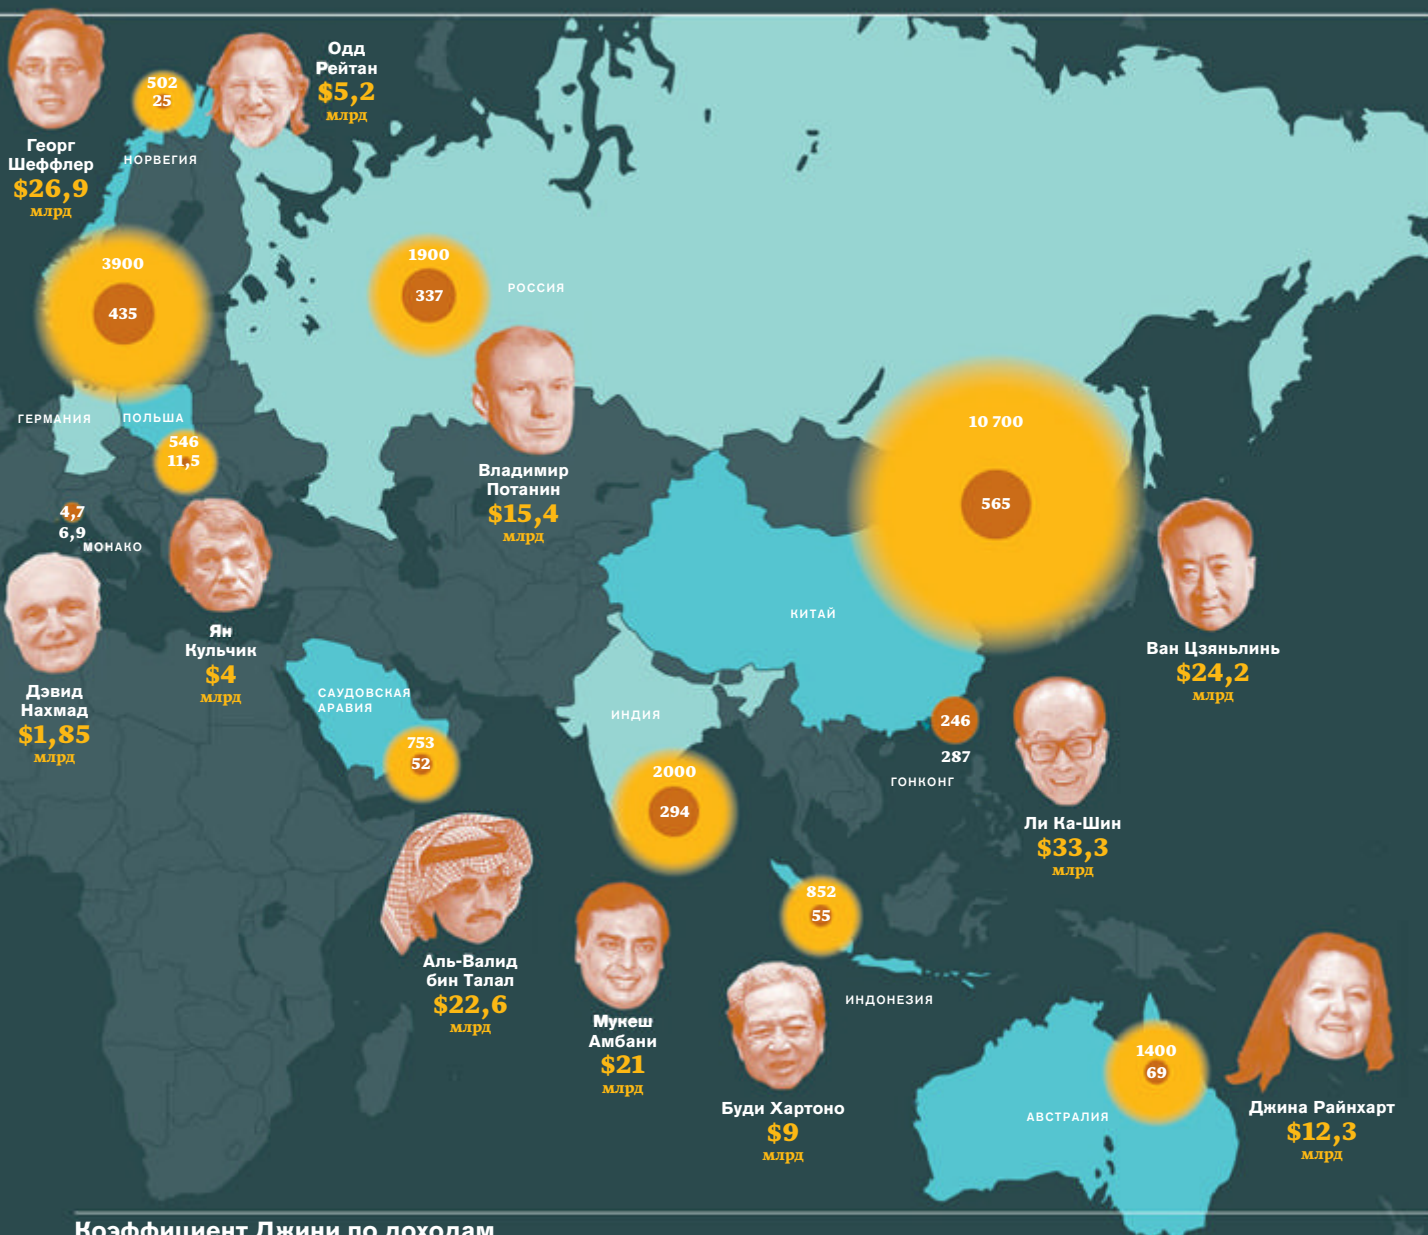 Одд
Рейтан
$5,2
млрд
502
25
Георг
Шеффлер
$26,9
млрд
НОРВЕГИЯ
3900
435
1900
337
РОССИЯ
ГЕРМАНИЯ
ПОЛЬША
546
11,5
Владимир
Потанин
$15,4
млрд
10 700
565
4,7
6,9
МОНАКО
КИТАЙ
Ян
Кульчик
$4
млрд
Ван Цзяньлинь
$24,2
млрд
Дэвид
Нахмад
$1,85
млрд
САУДОВСКАЯ
АРАВИЯ
753
52
ИНДИЯ
2000
294
246
287
ГОНКОНГ
Ли Ка-Шин
$33,3
млрд
852
55
Аль-Валид
бин Талал
$22,6
млрд
Мукеш
Амбани
$21
млрд
ИНДОНЕЗИЯ
Буди Хартоно
$9
млрд
1400
69
АВСТРАЛИЯ
Джина Райнхарт
$12,3
млрд
Коэффициент Джини по доходам